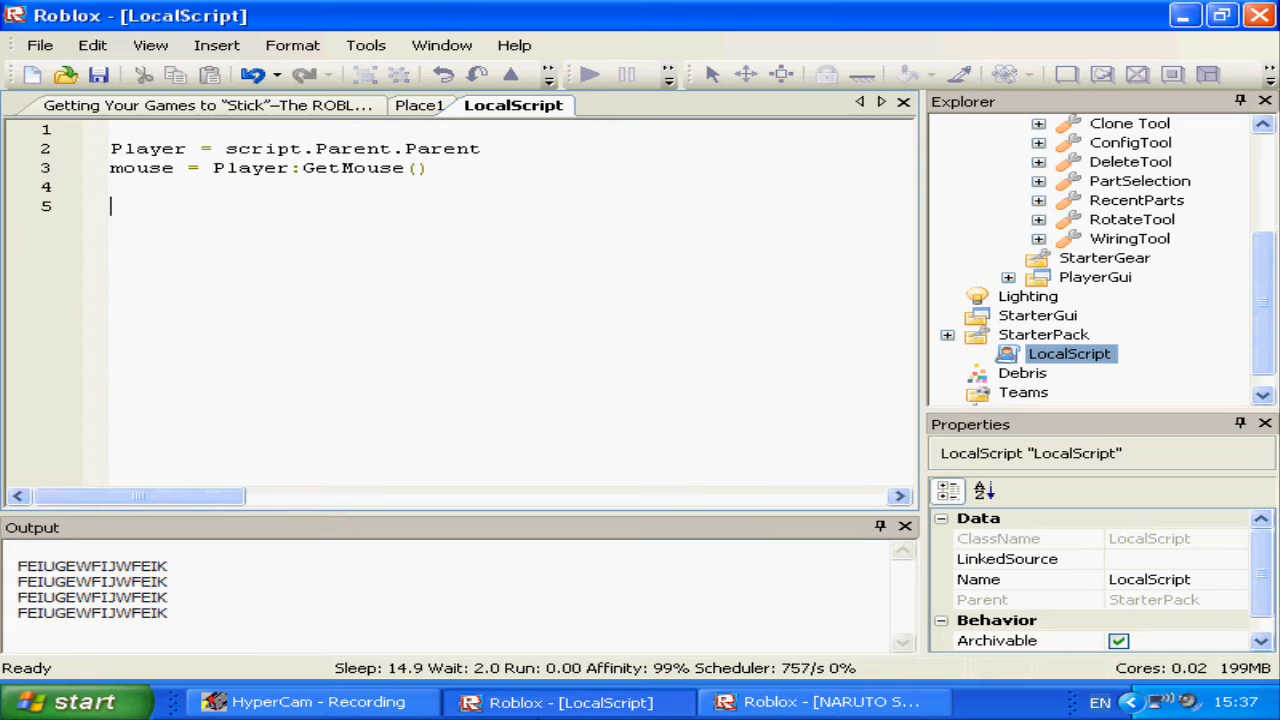 Roblox - [LocalScript]
File Edit View Insert Format Tools Window Help
Getting Your Games to "Stick"—The ROBL... Place1 LocalScript
1
2 Player = script.Parent.Parent
3 mouse = Player:GetMouse()
4
5
Output
FEIUGEWFIJWFEIK
FEIUGEWFIJWFEIK
FEIUGEWFIJWFEIK
FEIUGEWFIJWFEIK
Explorer
Clone Tool
ConfigTool
DeleteTool
PartSelection
RecentParts
RotateTool
WiringTool
StarterGear
PlayerGui
Lighting
StarterGui
StarterPack
LocalScript
Debris
Teams
Properties
LocalScript "LocalScript"
Data
ClassName LocalScript
LinkedSource
Name LocalScript
Parent StarterPack
Behavior
Archivable
Ready Sleep: 14.9 Wait: 2.0 Run: 0.00 Affinity: 99% Scheduler: 757/s 0% Cores: 0.02 199MB
start HyperCam - Recording Roblox - [LocalScript] Roblox - [NARUTO S... EN 15:37